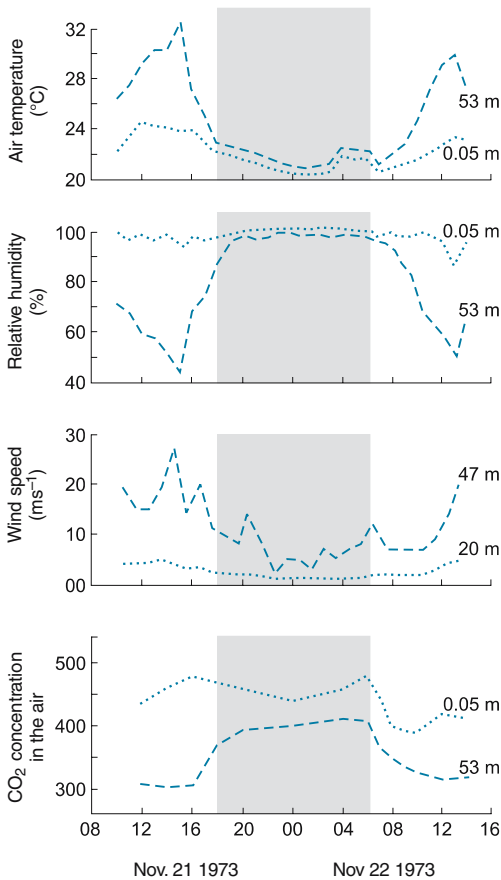 Air temperature
(°C)
32
28
24
20
53 m
0.05 m
Relative humidity
(%)
100
80
60
40
0.05 m
53 m
Wind speed
(ms⁻¹)
30
20
10
00
47 m
20 m
CO₂ concentration
in the air
500
400
300
0.05 m
53 m
08 12 16 20 00 04 08 12 16
Nov. 21 1973 Nov 22 1973